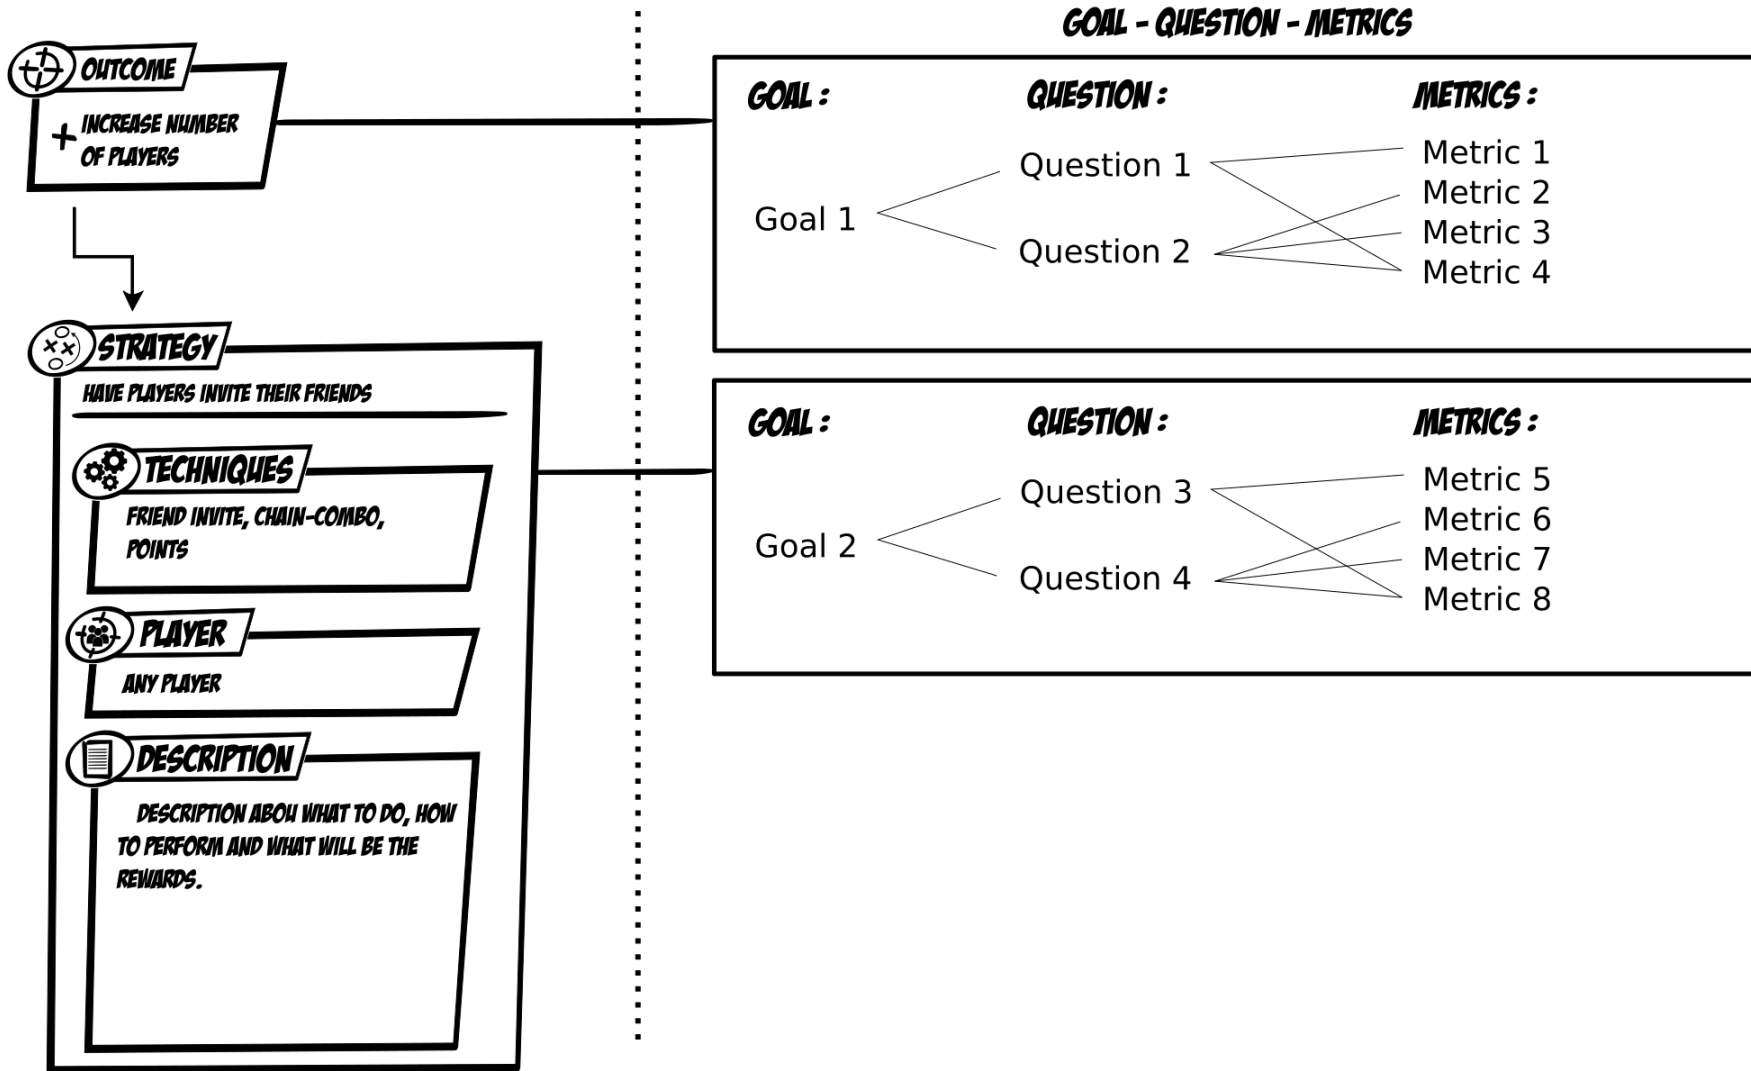 GOAL - QUESTION - METRICS
OUTCOME
+ INCREASE NUMBER
OF PLAYERS
STRATEGY
HAVE PLAYERS INVITE THEIR FRIENDS
TECHNIQUES
FRIEND INVITE, CHAIN-COMBO,
POINTS
PLAYER
ANY PLAYER
DESCRIPTION
DESCRIPTION ABOU WHAT TO DO, HOW
TO PERFORM AND WHAT WILL BE THE
REWARDS.
GOAL :
QUESTION :
METRICS :
Goal 1
Question 1
Question 2
Metric 1
Metric 2
Metric 3
Metric 4
GOAL :
QUESTION :
METRICS :
Goal 2
Question 3
Question 4
Metric 5
Metric 6
Metric 7
Metric 8